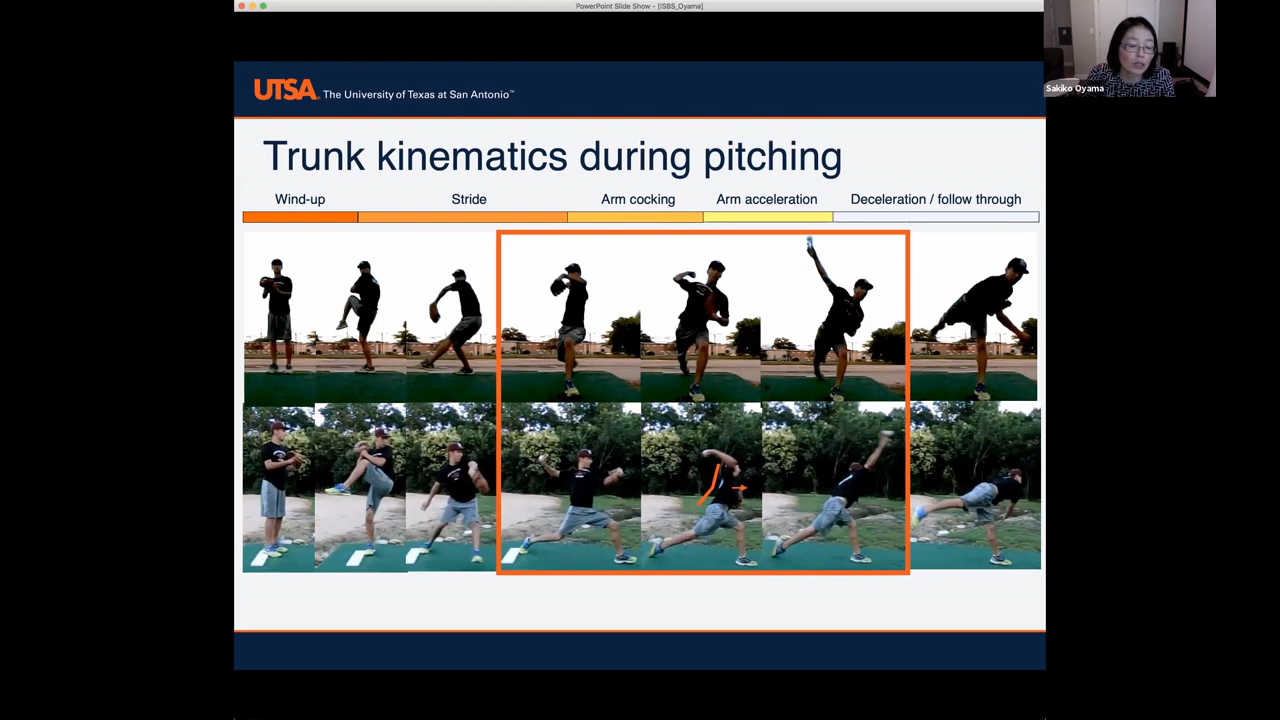 PowerPoint Slide Show - [ISBS_Oyama]
Sakiko Oyama
UTSA. The University of Texas at San Antonio™
Trunk kinematics during pitching
Wind-up Stride Arm cocking Arm acceleration Deceleration / follow through